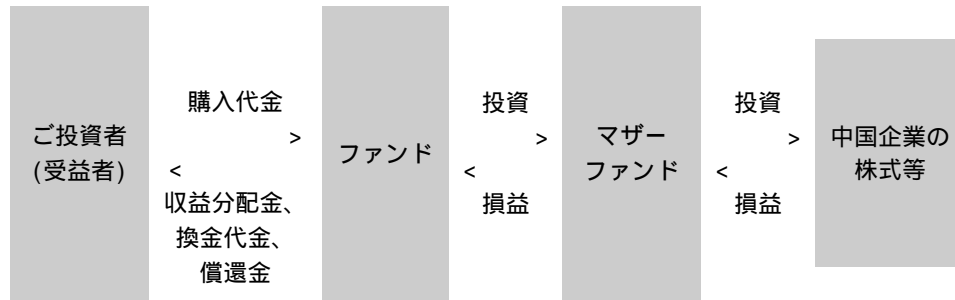 ご投資者
(受益者)
購入代金
>
<
収益分配金、
換金代金、
償還金
ファンド
投資
>
<
損益
マザー
ファンド
投資
>
<
損益
中国企業の
株式等